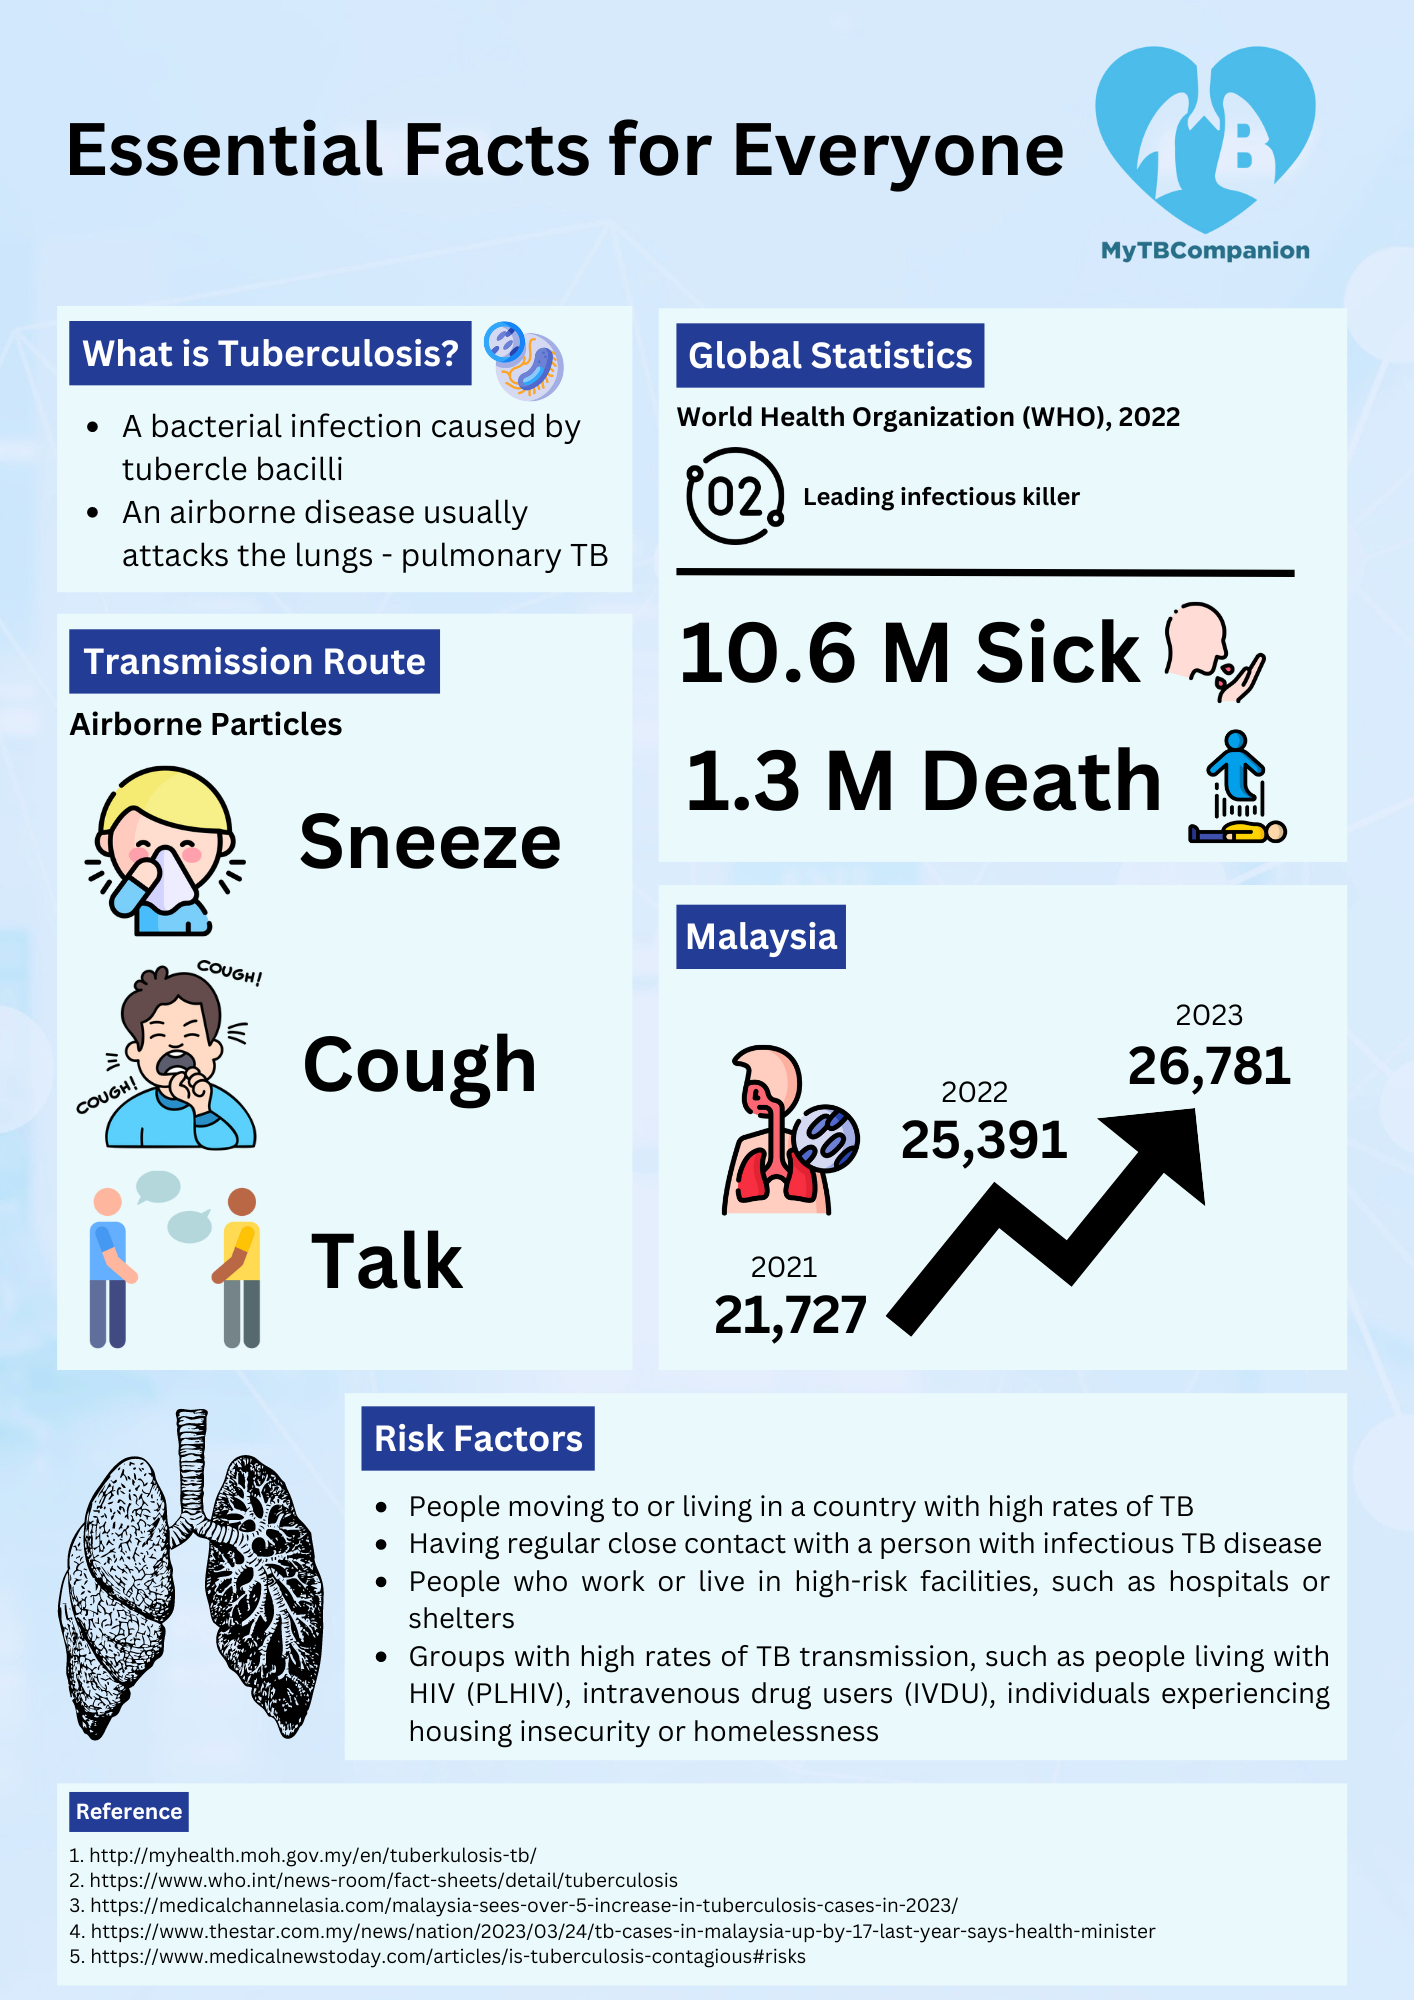 Essential Facts for Everyone
TB
MyTBCompanion
What is Tuberculosis?
A bacterial infection caused by
tubercle bacilli
An airborne disease usually
attacks the lungs - pulmonary TB
Transmission Route
Airborne Particles
Sneeze
COUGH!
COUGH!
Cough
Talk
Global Statistics
World Health Organization (WHO), 2022
02
Leading infectious killer
10.6 M Sick
1.3 M Death
Malaysia
2023
26,781
2022
25,391
2021
21,727
Risk Factors
People moving to or living in a country with high rates of TB
Having regular close contact with a person with infectious TB disease
People who work or live in high-risk facilities, such as hospitals or
shelters
Groups with high rates of TB transmission, such as people living with
HIV (PLHIV), intravenous drug users (IVDU), individuals experiencing
housing insecurity or homelessness
Reference
1. http://myhealth.moh.gov.my/en/tuberkulosis-tb/
2. https://www.who.int/news-room/fact-sheets/detail/tuberculosis
3. https://medicalchannelasia.com/malaysia-sees-over-5-increase-in-tuberculosis-cases-in-2023/
4. https://www.thestar.com.my/news/nation/2023/03/24/tb-cases-in-malaysia-up-by-17-last-year-says-health-minister
5. https://www.medicalnewstoday.com/articles/is-tuberculosis-contagious#risks